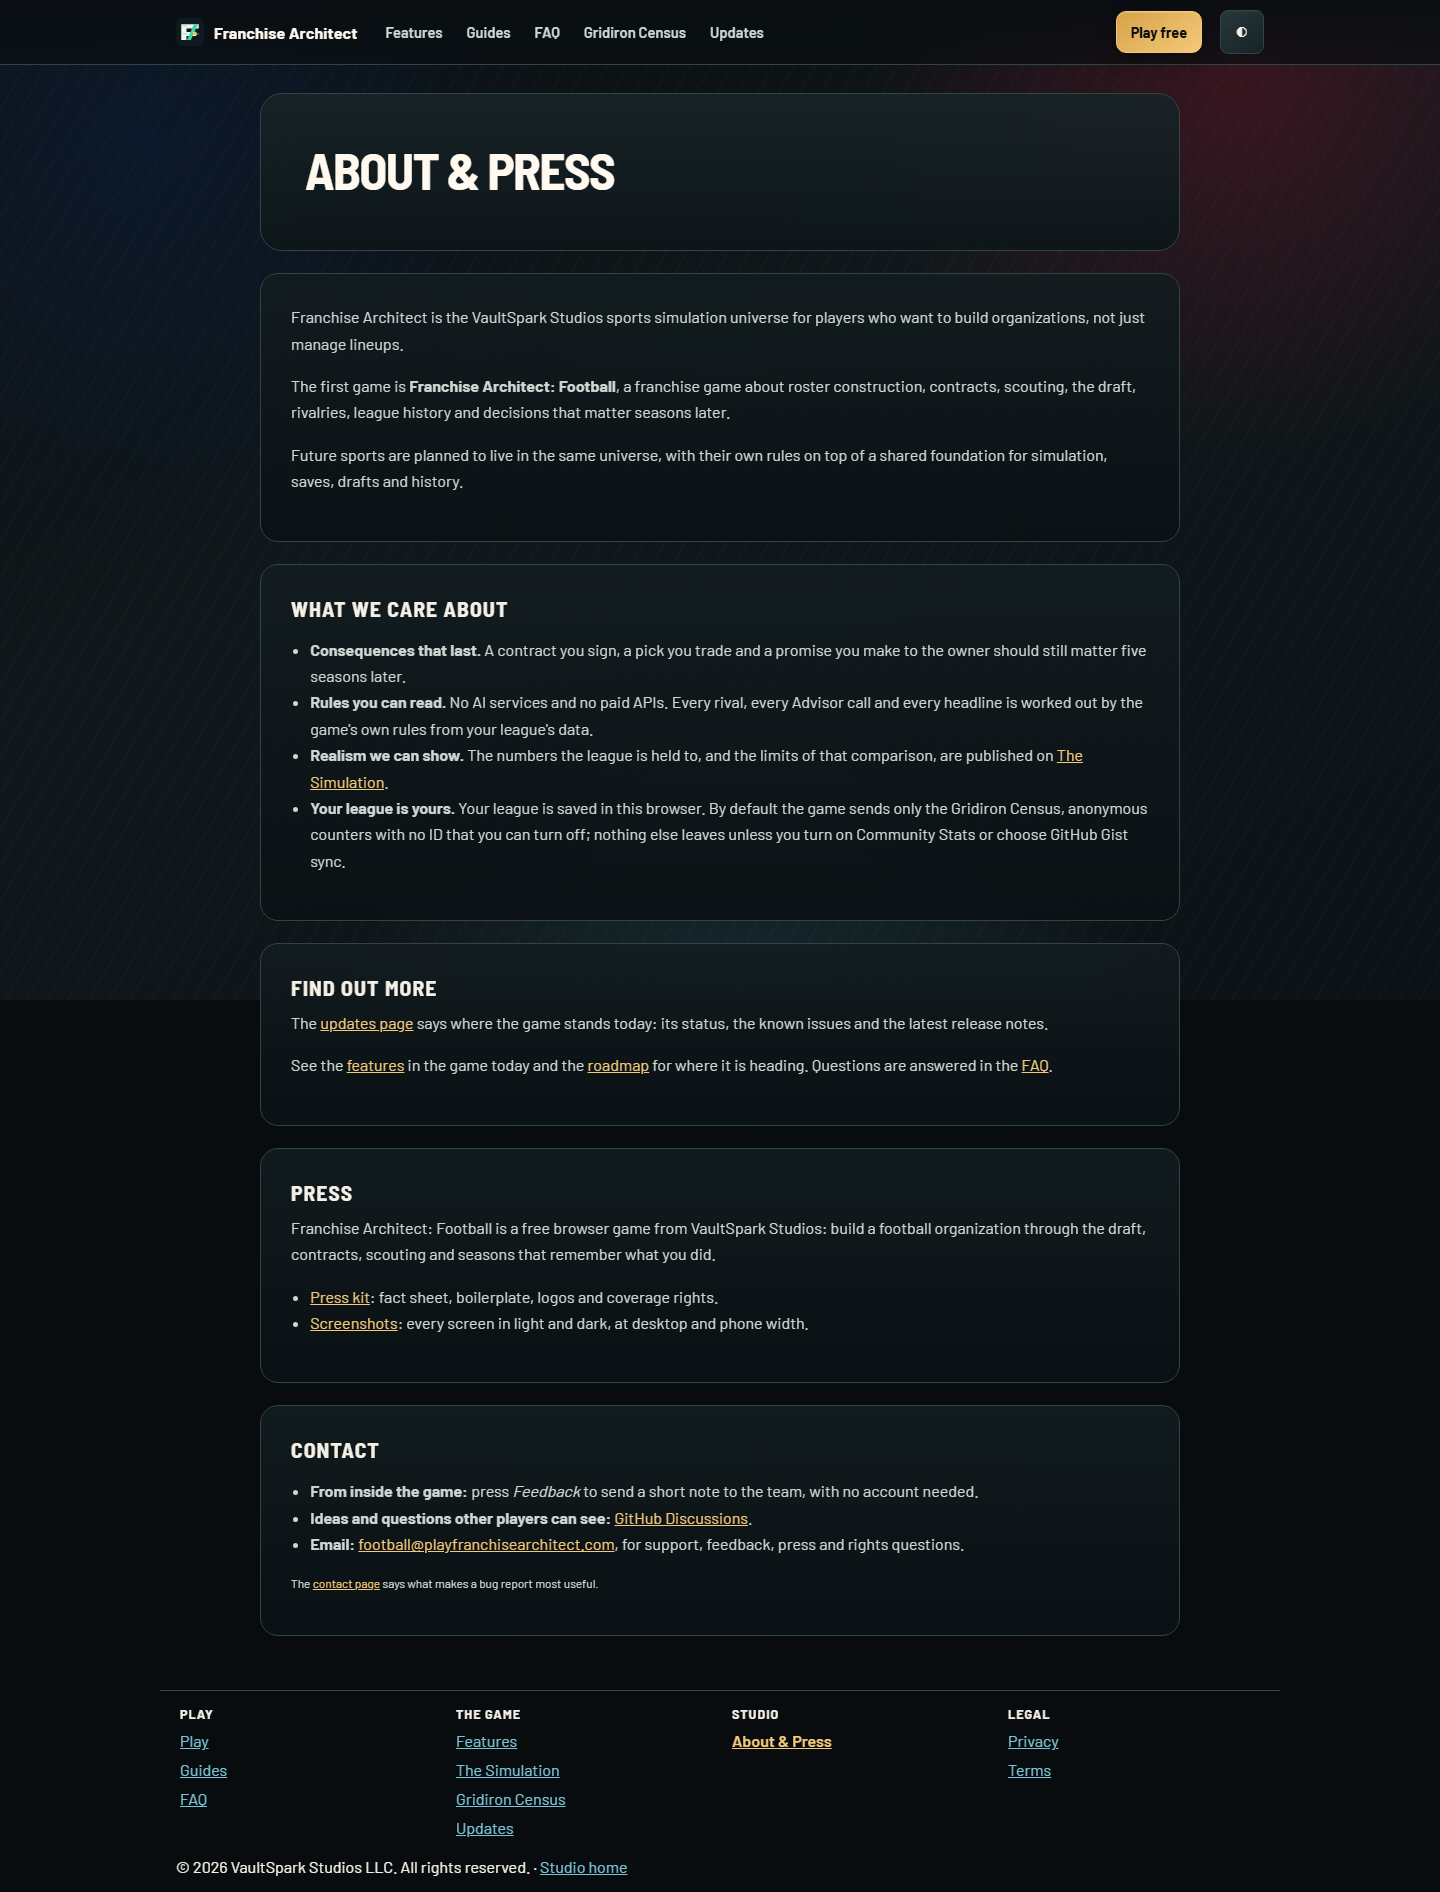 Franchise Architect
Features
Guides
FAQ
Gridiron Census
Updates
Play free
ABOUT & PRESS
Franchise Architect is the VaultSpark Studios sports simulation universe for players who want to build organizations, not just
manage lineups.
The first game is Franchise Architect: Football, a franchise game about roster construction, contracts, scouting, the draft,
rivalries, league history and decisions that matter seasons later.
Future sports are planned to live in the same universe, with their own rules on top of a shared foundation for simulation,
saves, drafts and history.
WHAT WE CARE ABOUT
• Consequences that last. A contract you sign, a pick you trade and a promise you make to the owner should still matter five
seasons later.
• Rules you can read. No AI services and no paid APIs. Every rival, every Advisor call and every headline is worked out by the
game's own rules from your league's data.
• Realism we can show. The numbers the league is held to, and the limits of that comparison, are published on The
Simulation.
• Your league is yours. Your league is saved in this browser. By default the game sends only the Gridiron Census, anonymous
counters with no ID that you can turn off; nothing else leaves unless you turn on Community Stats or choose GitHub Gist
sync.
FIND OUT MORE
The updates page says where the game stands today: its status, the known issues and the latest release notes.
See the features in the game today and the roadmap for where it is heading. Questions are answered in the FAQ.
PRESS
Franchise Architect: Football is a free browser game from VaultSpark Studios: build a football organization through the draft,
contracts, scouting and seasons that remember what you did.
• Press kit: fact sheet, boilerplate, logos and coverage rights.
• Screenshots: every screen in light and dark, at desktop and phone width.
CONTACT
• From inside the game: press Feedback to send a short note to the team, with no account needed.
• Ideas and questions other players can see: GitHub Discussions.
• Email: football@playfranchisearchitect.com, for support, feedback, press and rights questions.
The contact page says what makes a bug report most useful.
PLAY
Play
Guides
FAQ
THE GAME
Features
The Simulation
Gridiron Census
Updates
STUDIO
About & Press
LEGAL
Privacy
Terms
© 2026 VaultSpark Studios LLC. All rights reserved. · Studio home